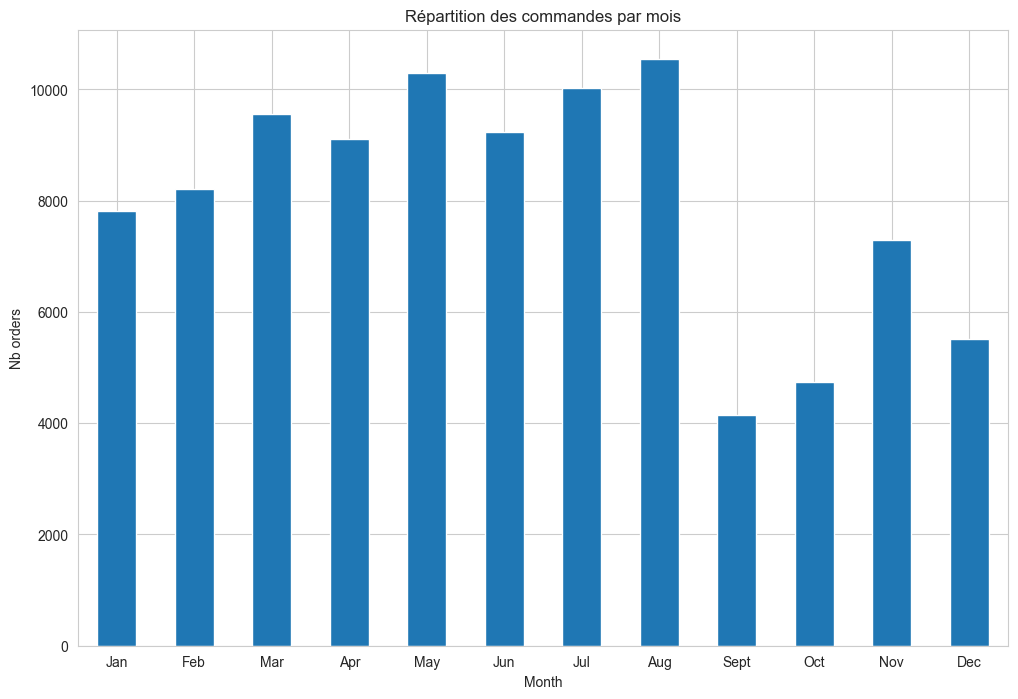 Répartition des commandes par mois
10000
8000
6000
4000
2000
0
Nb orders
Jan Feb Mar Apr May Jun Jul Aug Sept Oct Nov Dec
Month